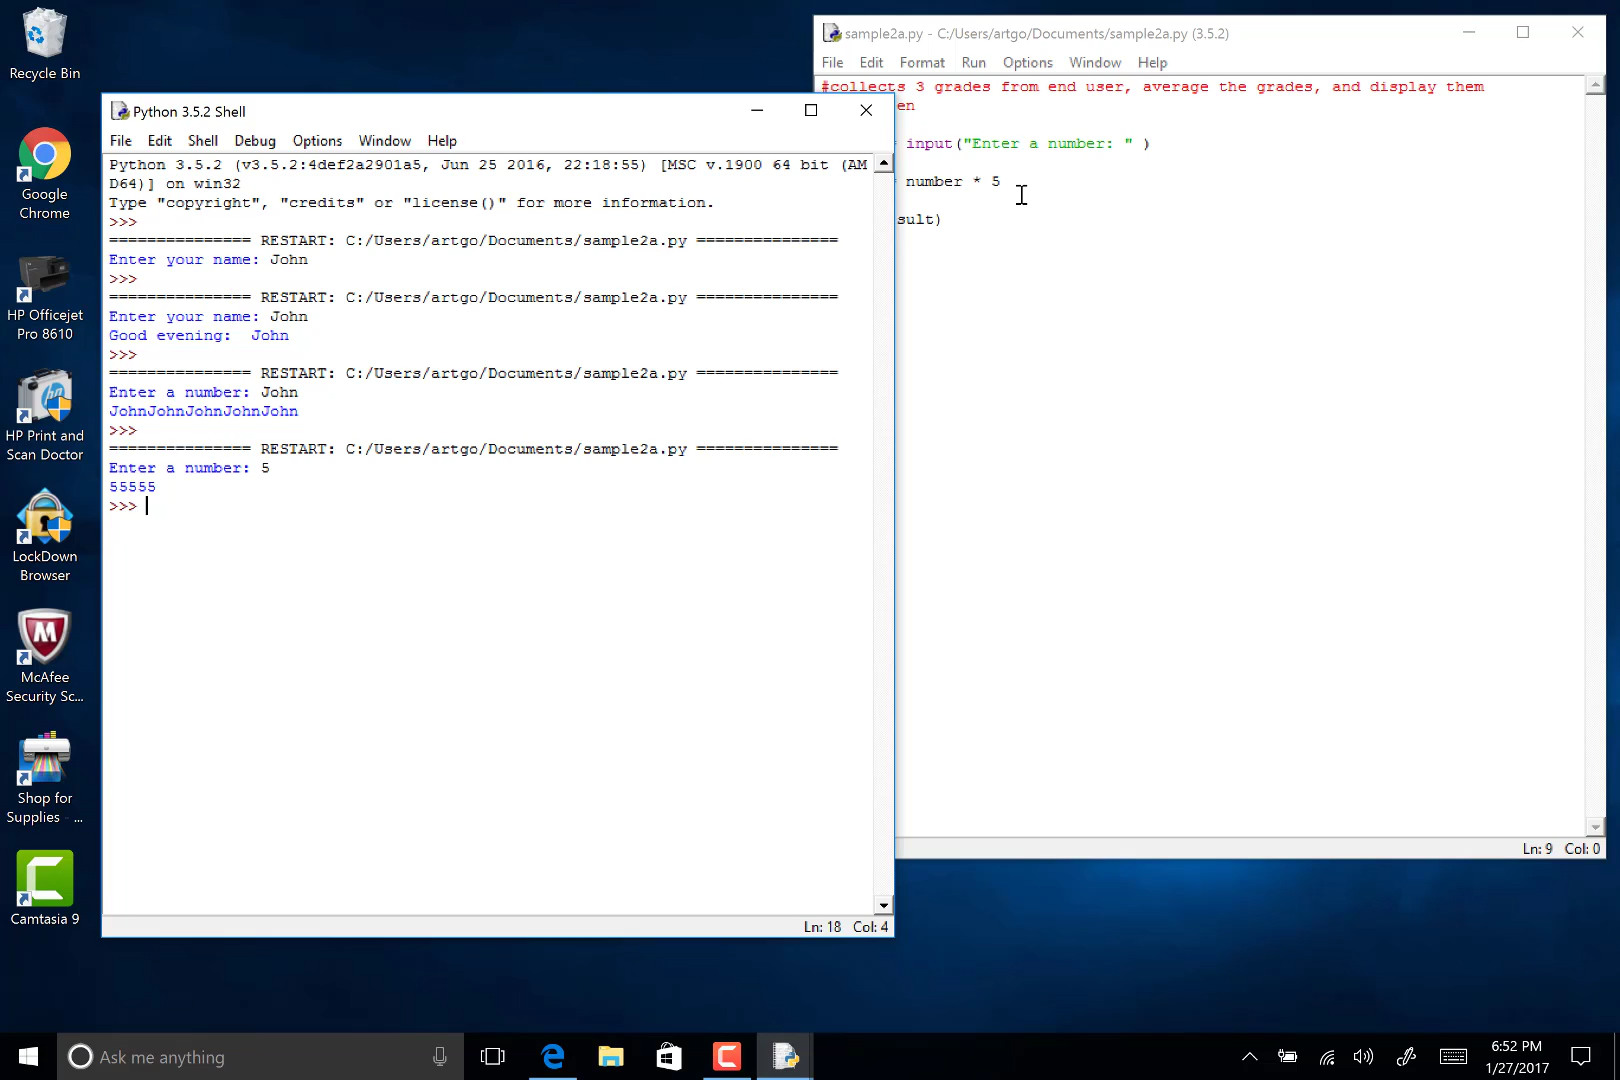 Recycle Bin
Google
Chrome
HP Officejet
Pro 8610
HP Print and
Scan Doctor
LockDown
Browser
McAfee
Security Sc...
Shop for
Supplies - ...
Camtasia 9
sample2a.py - C:/Users/artgo/Documents/sample2a.py (3.5.2)
File Edit Format Run Options Window Help
#collects 3 grades from end user, average the grades, and display them
en
input("Enter a number: " )
number * 5
sult)
Ln: 9 Col: 0
Python 3.5.2 Shell
File Edit Shell Debug Options Window Help
Python 3.5.2 (v3.5.2:4def2a2901a5, Jun 25 2016, 22:18:55) [MSC v.1900 64 bit (AM
D64)] on win32
Type "copyright", "credits" or "license()" for more information.
>>>
=============== RESTART: C:/Users/artgo/Documents/sample2a.py ===============
Enter your name: John
>>>
=============== RESTART: C:/Users/artgo/Documents/sample2a.py ===============
Enter your name: John
Good evening:  John
>>>
=============== RESTART: C:/Users/artgo/Documents/sample2a.py ===============
Enter a number: John
JohnJohnJohnJohnJohn
>>>
=============== RESTART: C:/Users/artgo/Documents/sample2a.py ===============
Enter a number: 5
55555
>>>
Ln: 18 Col: 4
Ask me anything
6:52 PM
1/27/2017